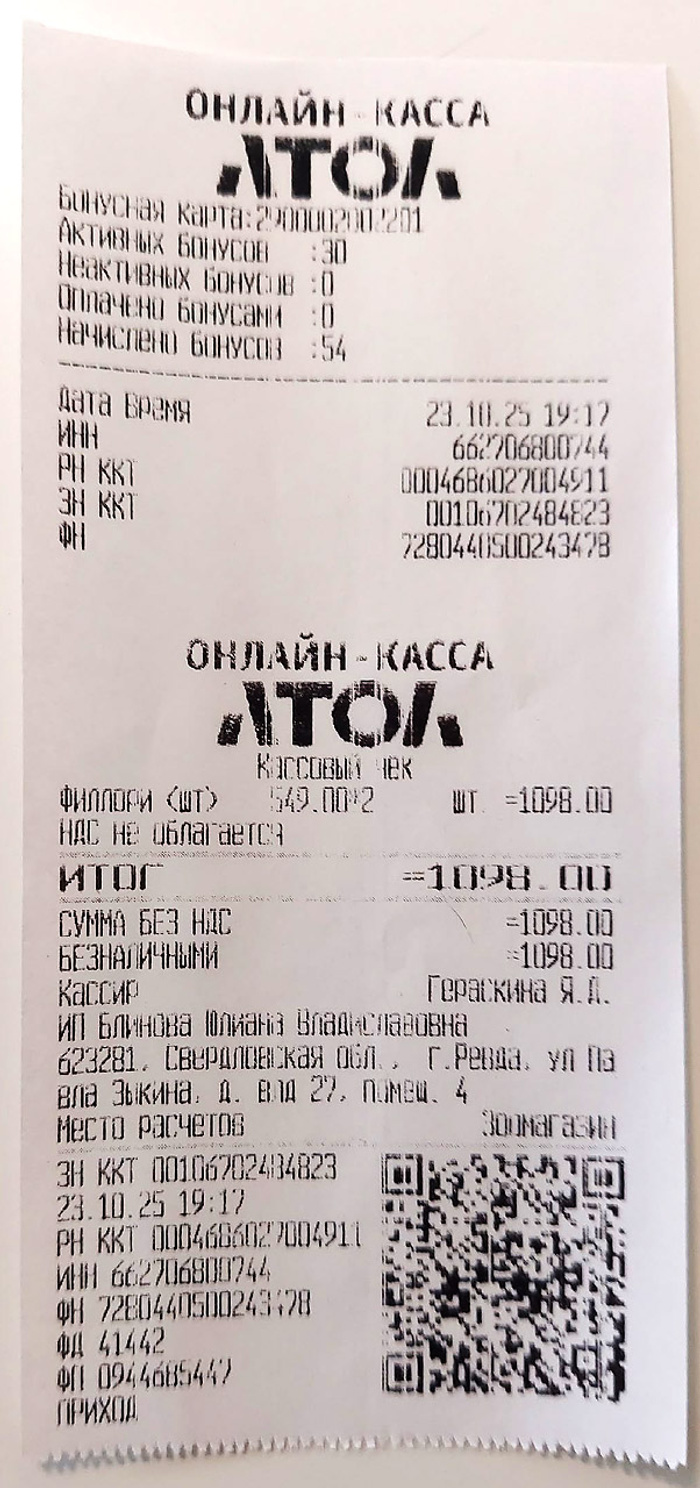 ОНЛАЙН-КАССА
АТОЛ
Бонусная карта:2900002002201
Активных бонусов :30
Неактивных бонусов :0
Оплачено бонусами :0
Начислено бонусов :54
Дата Время 23.10.25 19:17
ИНН 662706800744
РН ККТ 0004686027004911
ЗН ККТ 00106702484823
ФН 7280440500243478
ОНЛАЙН-КАССА
АТОЛ
Кассовый чек
ФИЛЛОРИ (шт) 549.00*2 шт. =1098.00
НДС не облагается
ИТОГ =1098.00
СУММА БЕЗ НДС =1098.00
БЕЗНАЛИЧНЫМИ =1098.00
Кассир Гераскина Я.Д.
ИП Блинова Юлиана Владиславовна
623281, Свердловская обл., г.Ревда, ул Па
вла Зыкина, д. влд 27, помещ. 4
Место расчетов Зоомагазин
ЗН ККТ 00106702484823
23.10.25 19:17
РН ККТ 0004686027004911
ИНН 662706800744
ФН 7280440500243478
ФД 41442
ФП 0944685447
ПРИХОД